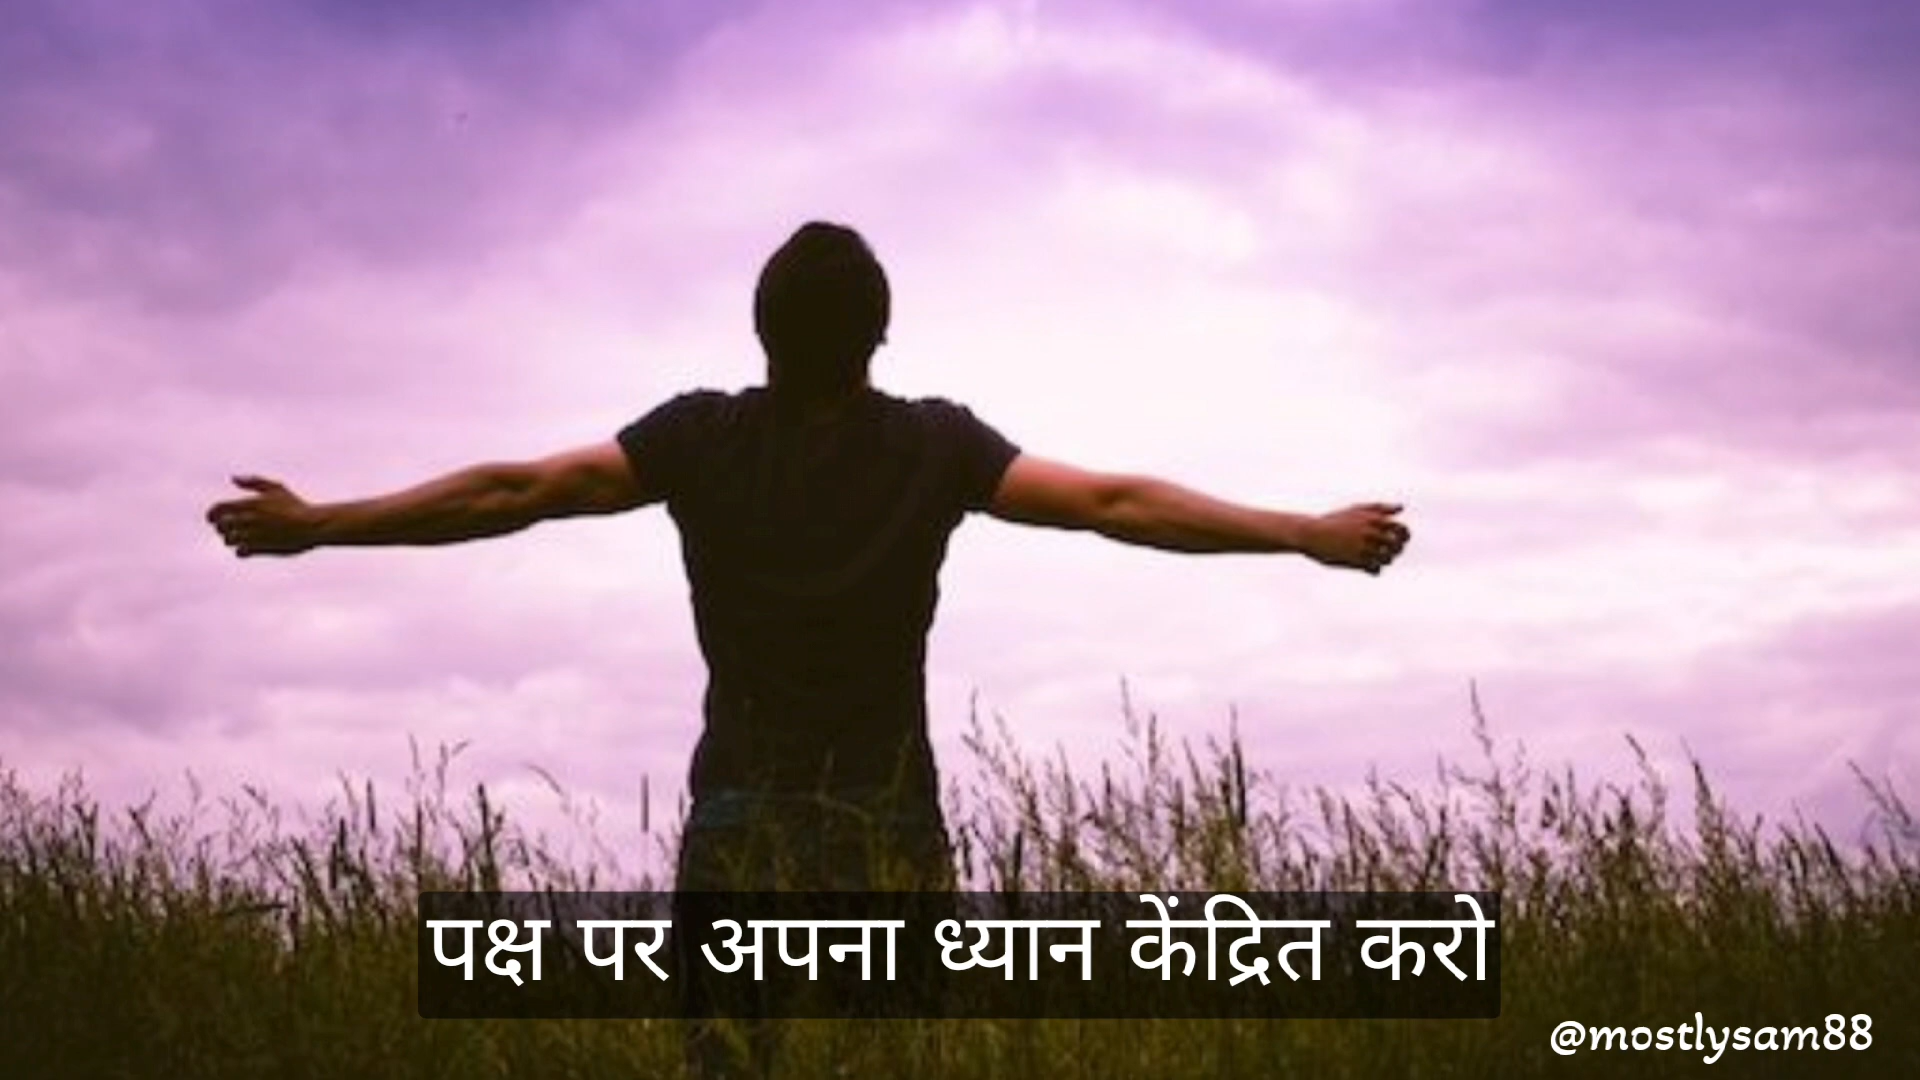 पक्ष पर अपना ध्यान केंद्रित करो
@mostlysam88